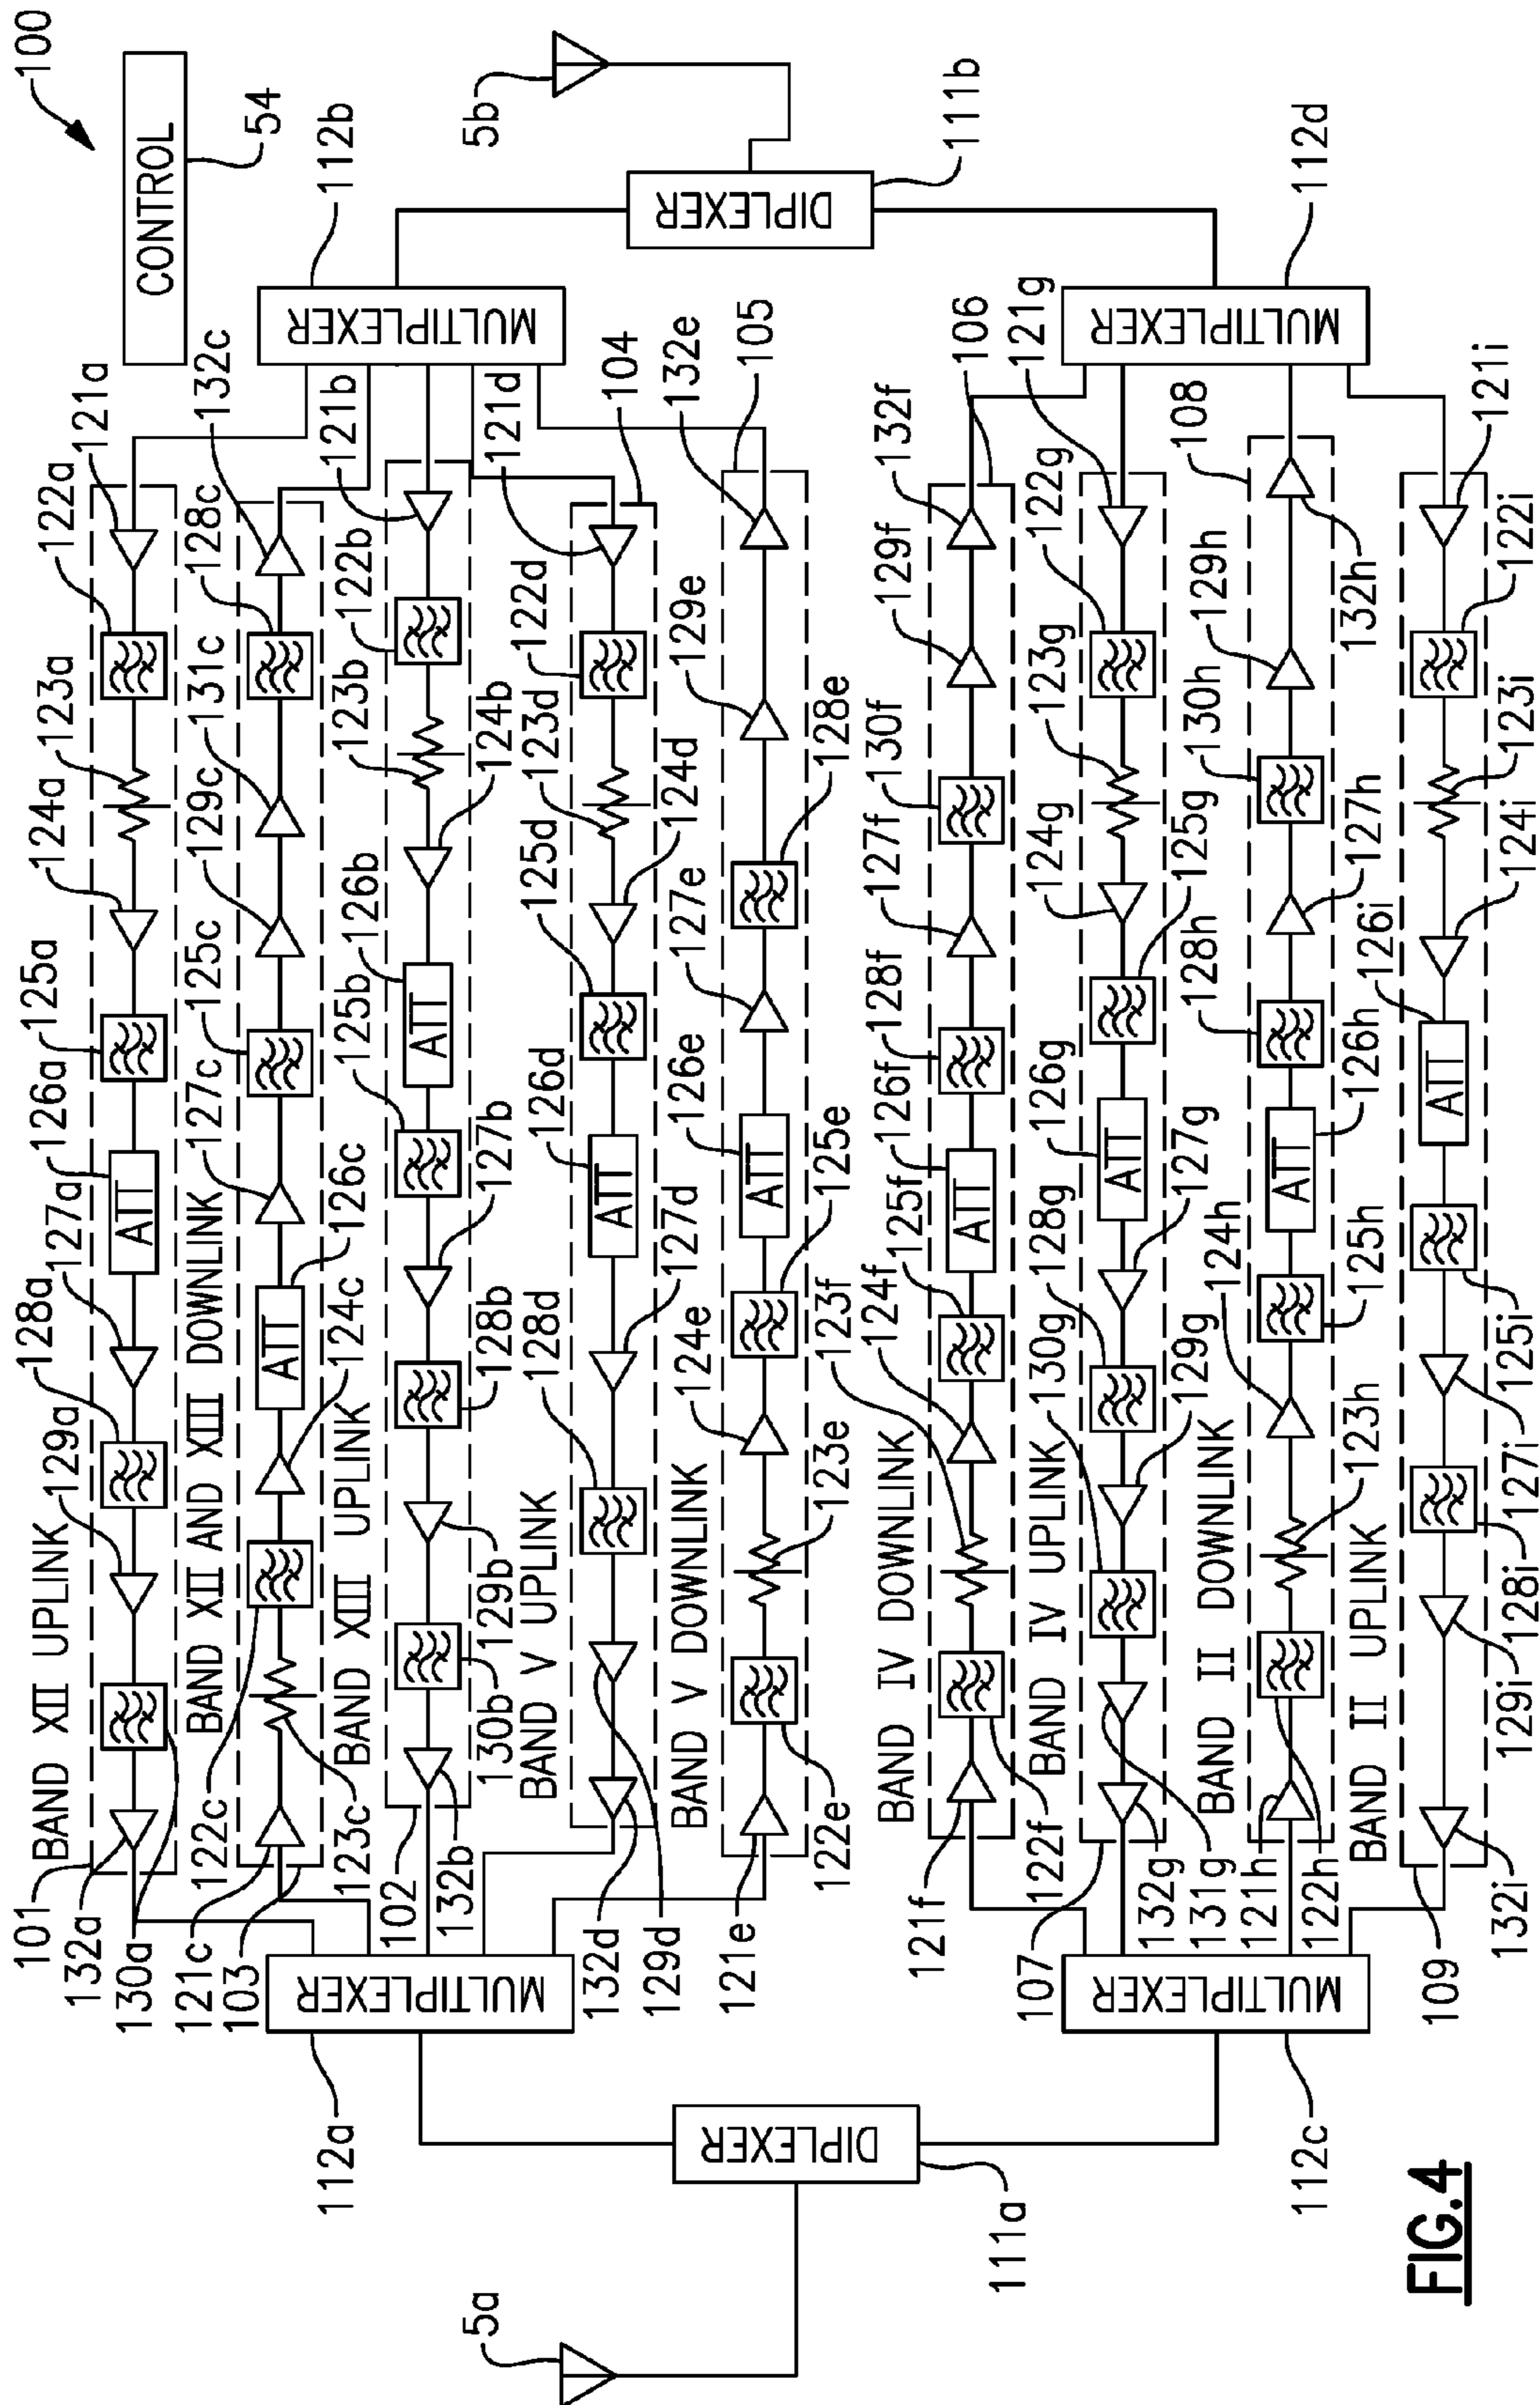 100
CONTROL
54
5b
DIPLEXER
111b
112b
MULTIPLEXER
MULTIPLEXER
112d
121a
122a
123a
124a
125a
126a
127a
128a
129a
BAND XII UPLINK
101
132a
130a
132c
128c
131c
129c
125c
127c
126c
124c
BAND XII AND XIII DOWNLINK
122c
123c
121c
103
121b
122b
123b
124b
126b
125b
127b
128b
BAND XIII UPLINK
129b
130b
102
132b
104
121d
122d
123d
124d
125d
126d
127d
128d
BAND V UPLINK
132d
129d
105
132e
129e
128e
127e
126e
125e
124e
123e
BAND V DOWNLINK
122e
121e
106
132f
129f
130f
127f
128f
126f
125f
124f
123f
BAND IV DOWNLINK
122f
121f
121g
122g
123g
124g
125g
126g
127g
128g
130g
129g
BAND IV UPLINK
107
132g
131g
108
132h
129h
130h
127h
128h
126h
125h
124h
123h
BAND II DOWNLINK
121h
122h
121i
122i
123i
124i
126i
125i
127i
128i
129i
BAND II UPLINK
132i
109
ATT
ATT
ATT
ATT
ATT
ATT
ATT
ATT
ATT
MULTIPLEXER
112a
MULTIPLEXER
112c
DIPLEXER
111a
5a
FIG.4